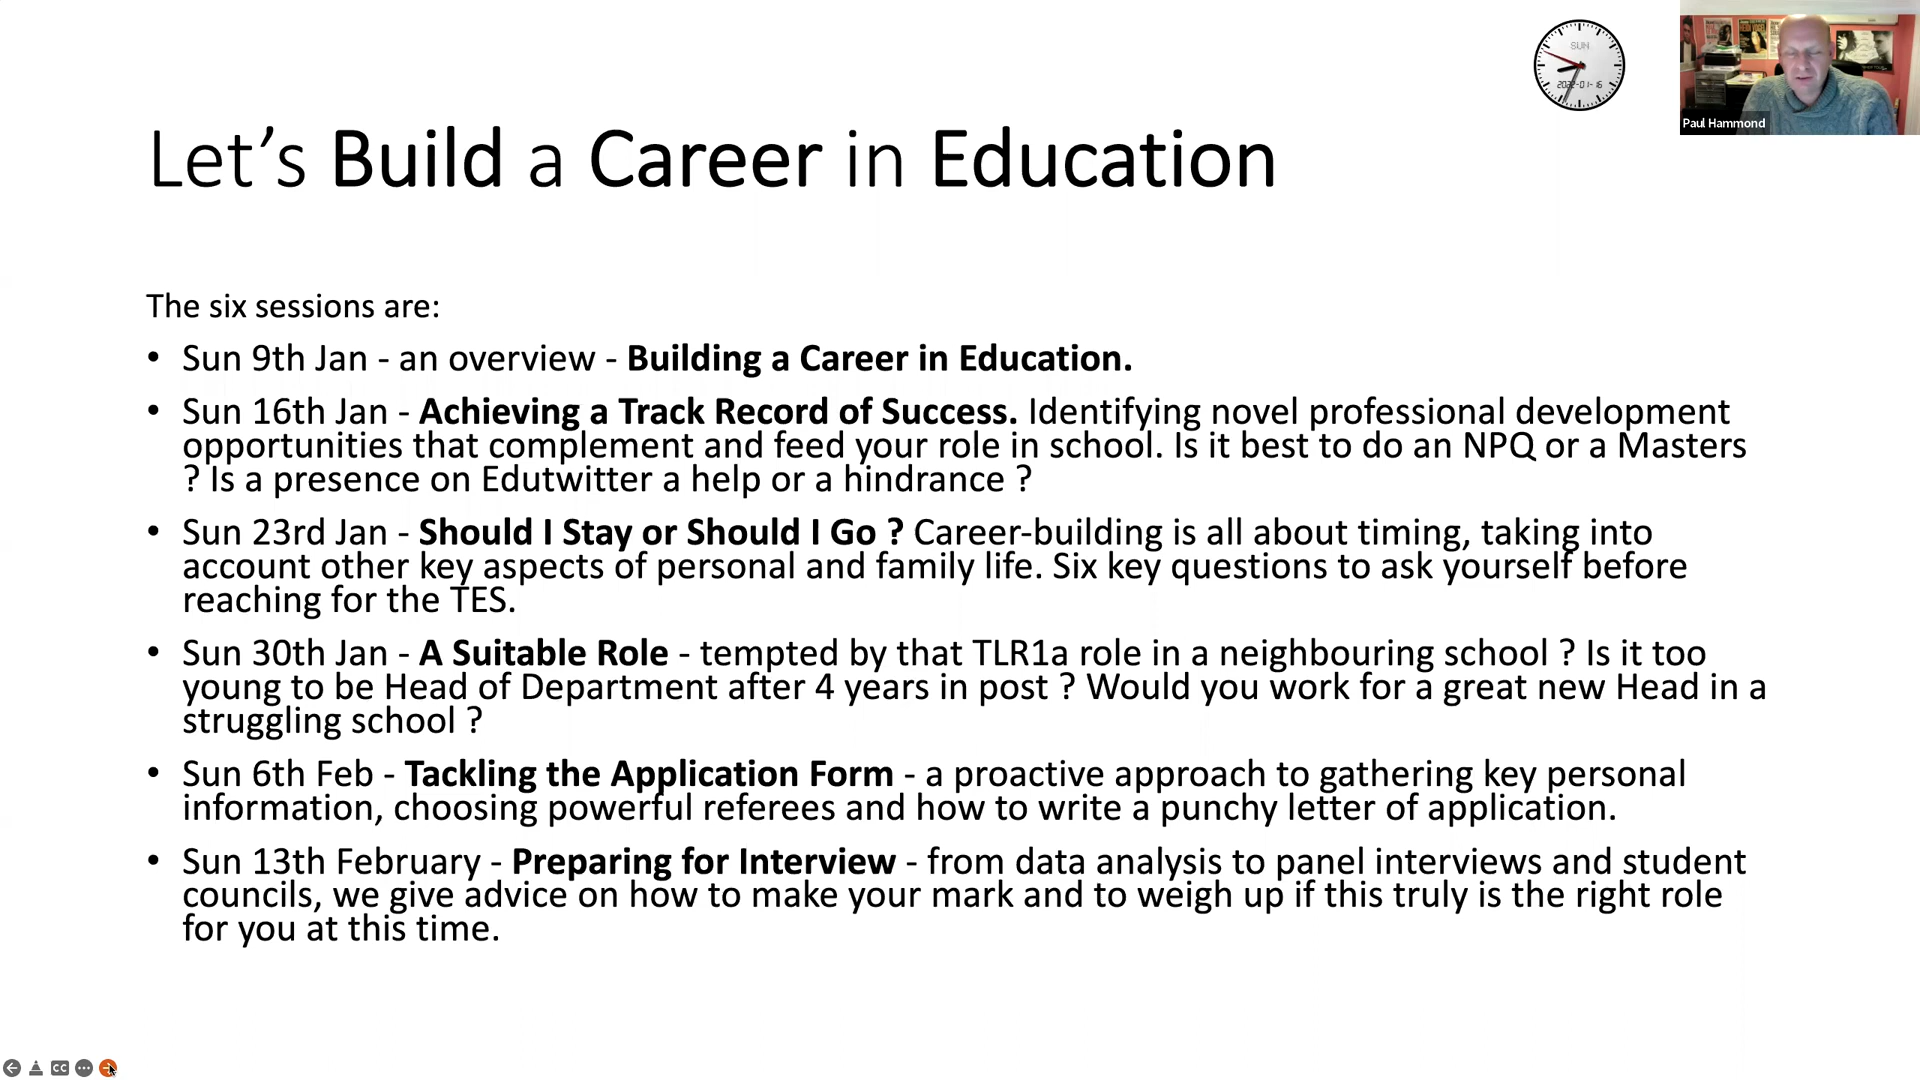 SUN
2022-01-16
Paul Hammond
Let’s Build a Career in Education
The six sessions are:
• Sun 9th Jan - an overview - Building a Career in Education.
• Sun 16th Jan - Achieving a Track Record of Success. Identifying novel professional development
opportunities that complement and feed your role in school. Is it best to do an NPQ or a Masters
? Is a presence on Edutwitter a help or a hindrance ?
• Sun 23rd Jan - Should I Stay or Should I Go ? Career-building is all about timing, taking into
account other key aspects of personal and family life. Six key questions to ask yourself before
reaching for the TES.
• Sun 30th Jan - A Suitable Role - tempted by that TLR1a role in a neighbouring school ? Is it too
young to be Head of Department after 4 years in post ? Would you work for a great new Head in a
struggling school ?
• Sun 6th Feb - Tackling the Application Form - a proactive approach to gathering key personal
information, choosing powerful referees and how to write a punchy letter of application.
• Sun 13th February - Preparing for Interview - from data analysis to panel interviews and student
councils, we give advice on how to make your mark and to weigh up if this truly is the right role
for you at this time.
CC